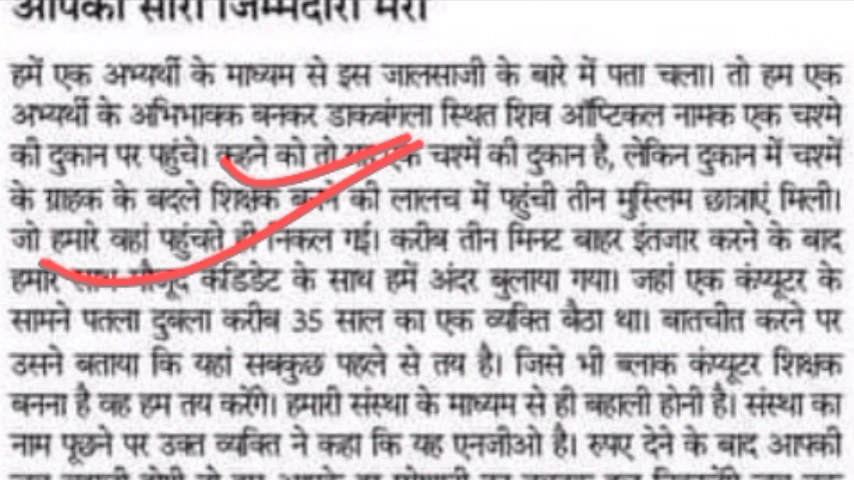 आपकी सारी जिम्मेदारी मेरी
हमें एक अभ्यर्थी के माध्यम से इस जालसाजी के बारे में पता चला। तो हम एक
अभ्यर्थी के अभिभावक बनकर डाकबंगला स्थित शिव ऑप्टिकल नामक एक चश्मे
की दुकान पर पहुंचे। कहने को तो यह एक चश्में की दुकान है, लेकिन दुकान में चश्में
के ग्राहक के बदले शिक्षक बनने की लालच में पहुंची तीन मुस्लिम छात्राएं मिली।
जो हमारे वहां पहुंचते ही निकल गई। करीब तीन मिनट बाहर इंतजार करने के बाद
हमारे साथ मौजूद कैंडिडेट के साथ हमें अंदर बुलाया गया। जहां एक कंप्यूटर के
सामने पतला दुबला करीब 35 साल का एक व्यक्ति बैठा था। बातचीत करने पर
उसने बताया कि यहां सबकुछ पहले से तय है। जिसे भी ब्लाक कंप्यूटर शिक्षक
बनना है वह हम तय करेंगे। हमारी संस्था के माध्यम से ही बहाली होनी है। संस्था का
नाम पूछने पर उक्त व्यक्ति ने कहा कि यह एनजीओ है। रुपए देने के बाद आपकी